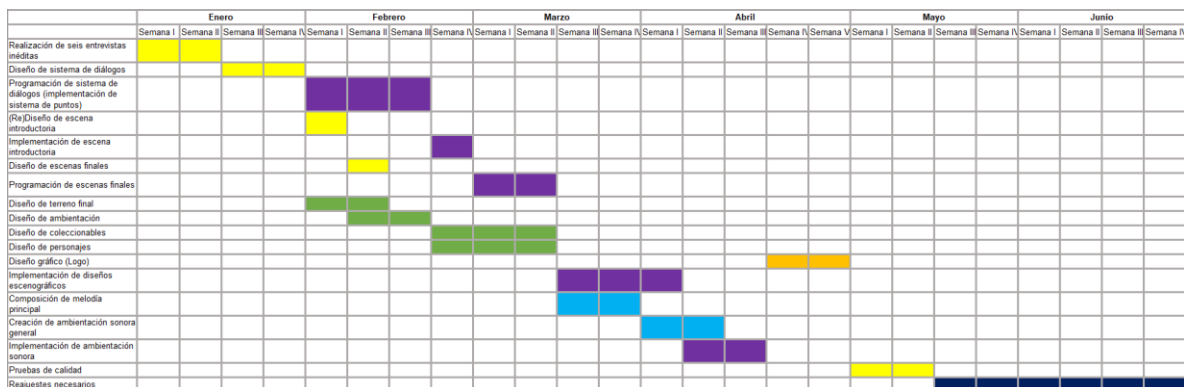 Enero Febrero Marzo Abril Mayo Junio
Semana I Semana II Semana III Semana IV Semana I Semana II Semana III Semana IV Semana I Semana II Semana III Semana IV Semana I Semana II Semana III Semana IV Semana V Semana I Semana II Semana III Semana IV Semana I Semana II Semana III Semana IV
Realización de seis entrevistas
inéditas
Diseño de sistema de diálogos
Programación de sistema de
diálogos (implementación de
sistema de puntos)
(Re)Diseño de escena
introductoria
Implementación de escena
introductoria
Diseño de escenas finales
Programación de escenas finales
Diseño de terreno final
Diseño de ambientación
Diseño de coleccionables
Diseño de personajes
Diseño gráfico (Logo)
Implementación de diseños
escenográficos
Composición de melodía
principal
Creación de ambientación sonora
general
Implementación de ambientación
sonora
Pruebas de calidad
Reajuestes necesarios